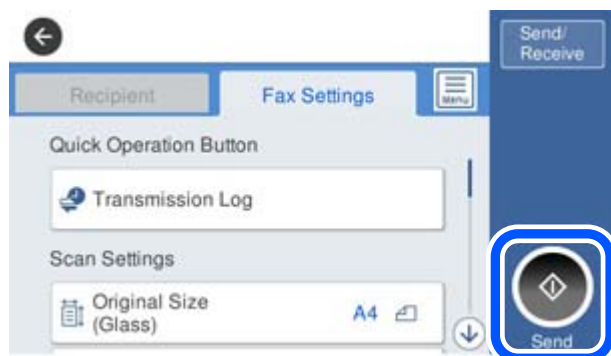 Send/
Receive
Recipient
Fax Settings
Menu
Quick Operation Button
Transmission Log
Scan Settings
Original Size
(Glass)
A4
Send